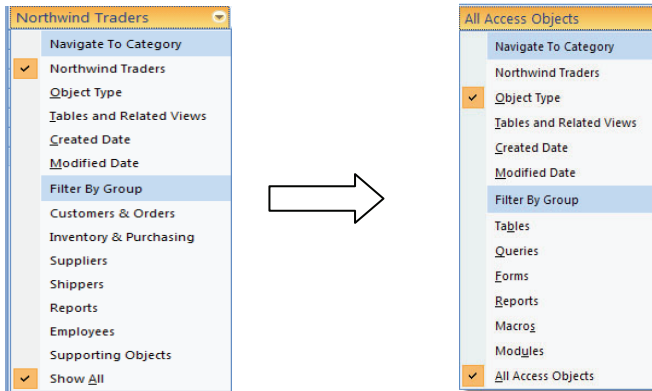 Northwind Traders
Navigate To Category
Northwind Traders
Object Type
Tables and Related Views
Created Date
Modified Date
Filter By Group
Customers & Orders
Inventory & Purchasing
Suppliers
Shippers
Reports
Employees
Supporting Objects
Show All
All Access Objects
Navigate To Category
Northwind Traders
Object Type
Tables and Related Views
Created Date
Modified Date
Filter By Group
Tables
Queries
Forms
Reports
Macros
Modules
All Access Objects